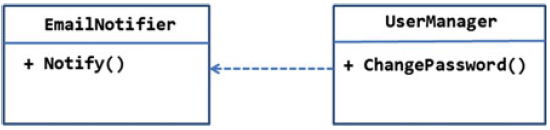 EmailNotifier
+ Notify()
UserManager
+ ChangePassword()